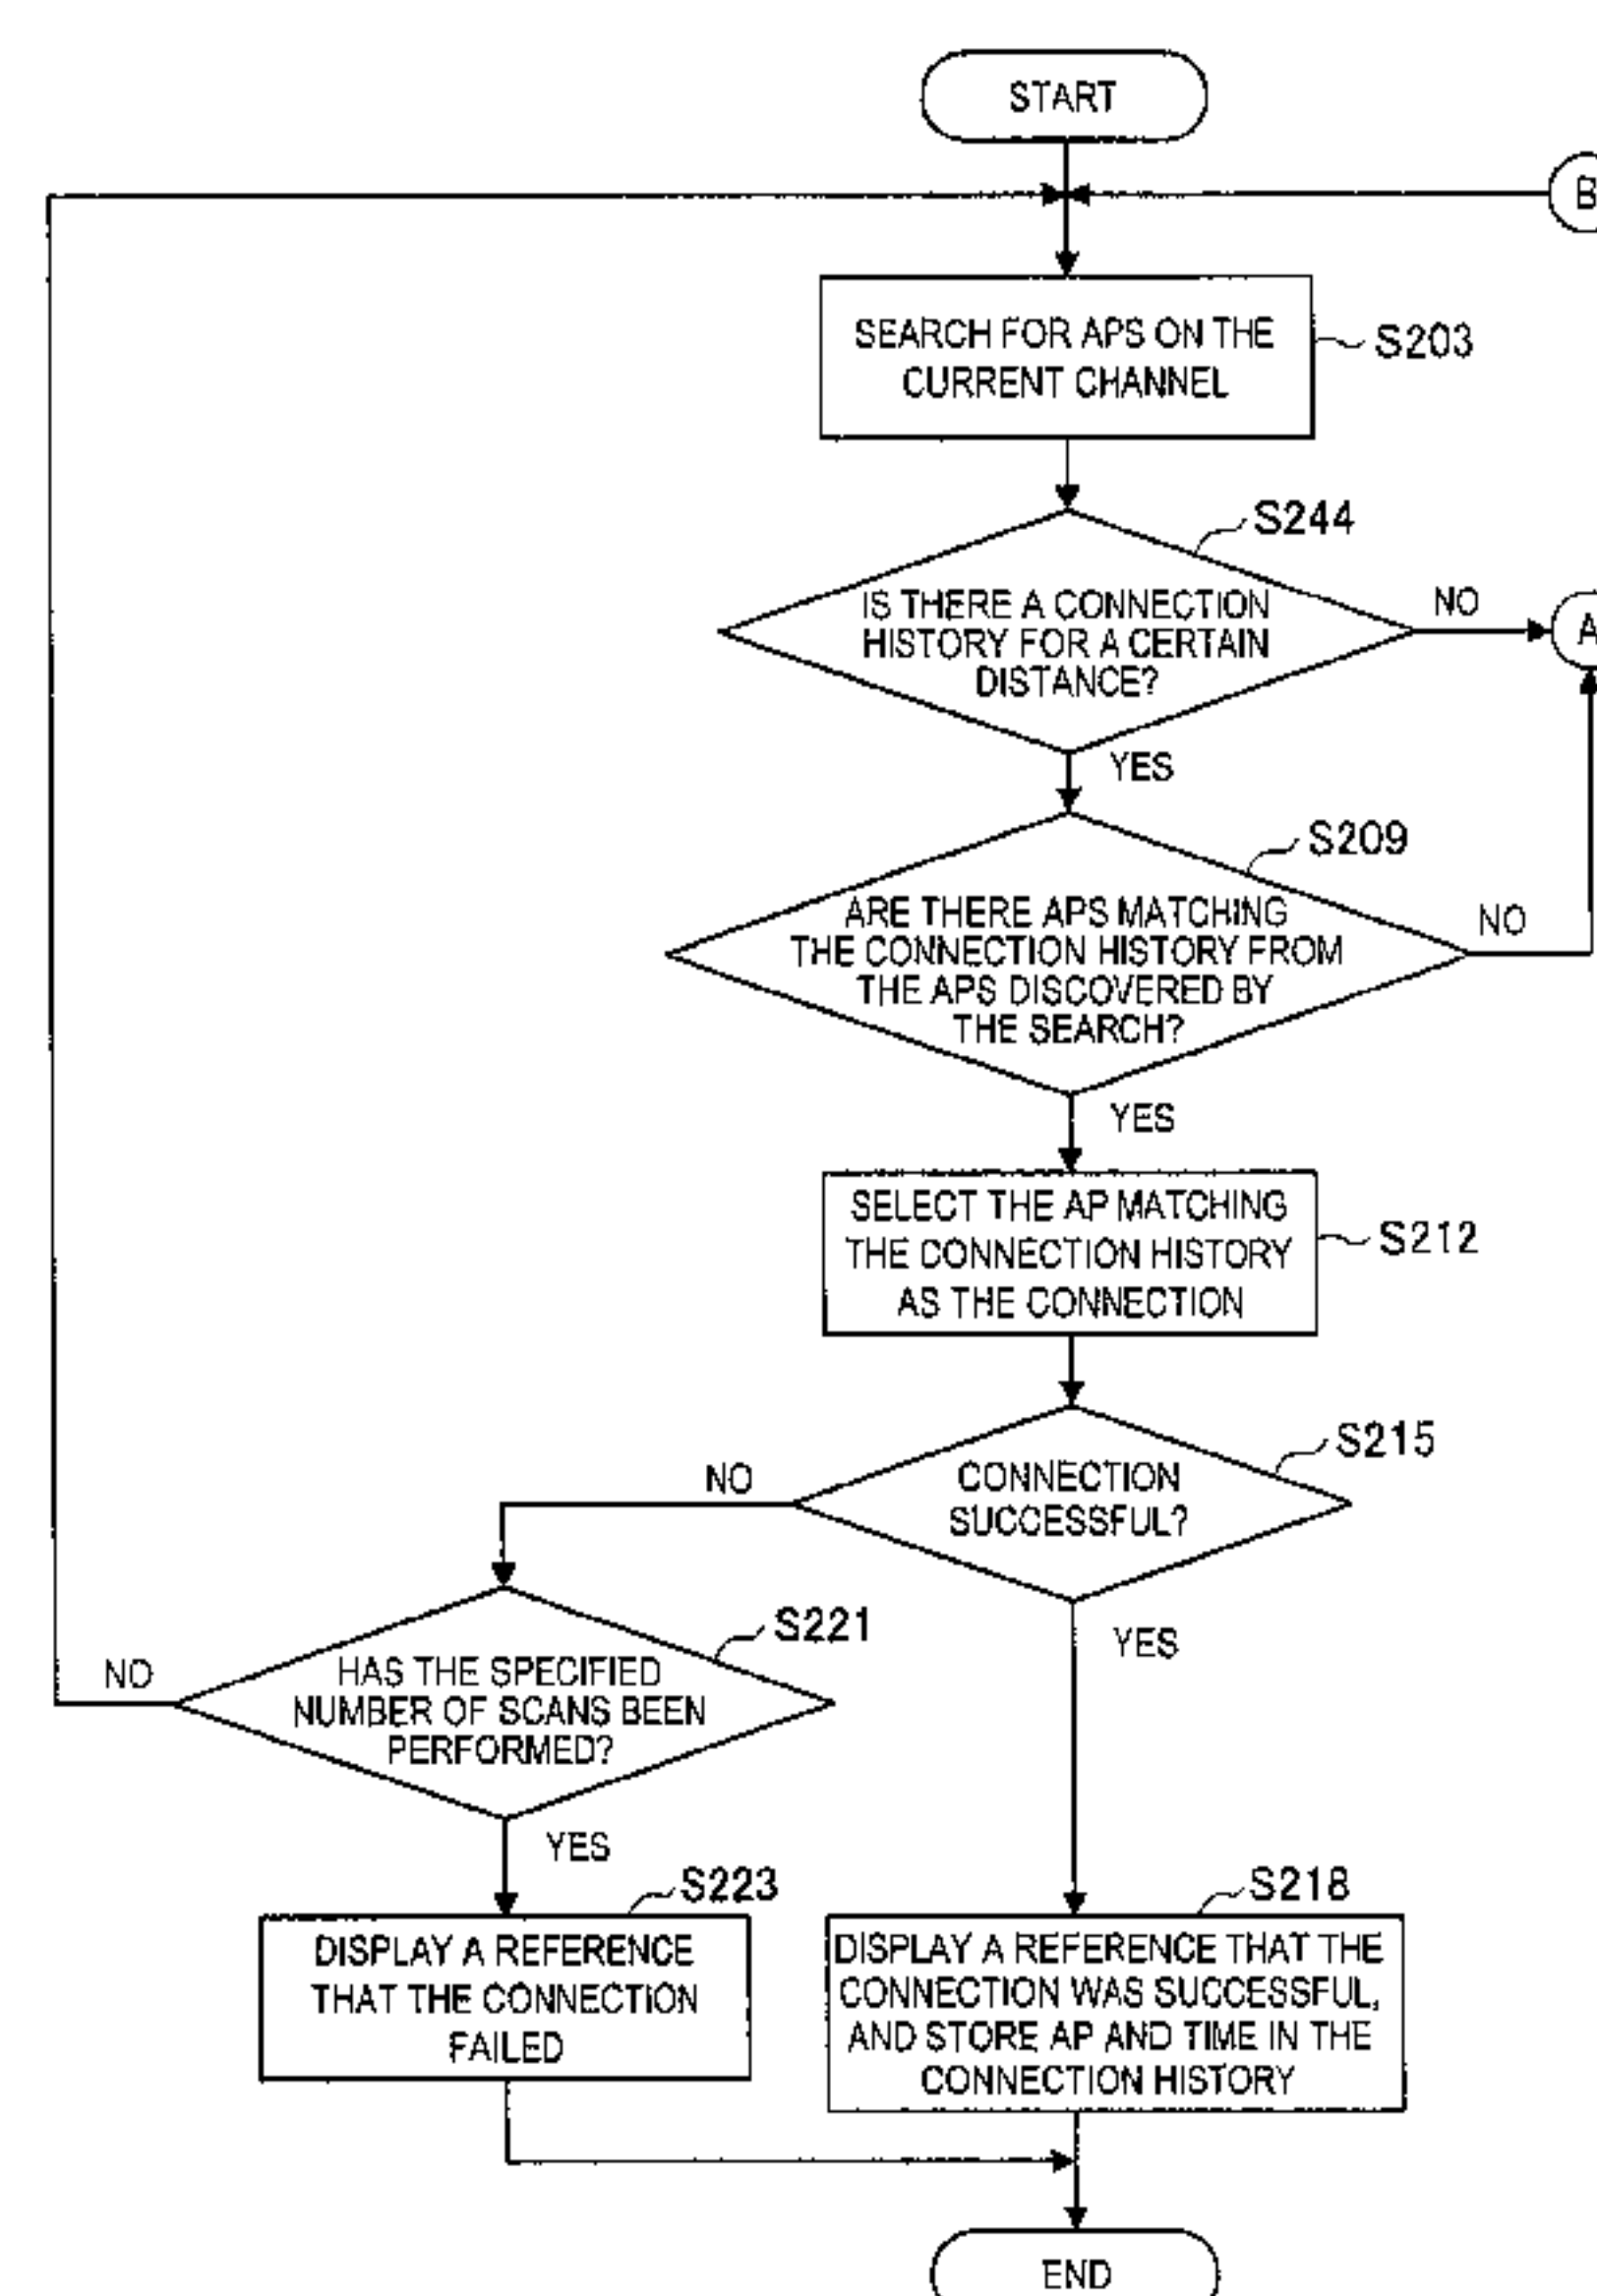 START
B
SEARCH FOR APS ON THE
CURRENT CHANNEL
S203
S244
IS THERE A CONNECTION
HISTORY FOR A CERTAIN
DISTANCE?
NO
A
YES
S209
ARE THERE APS MATCHING
THE CONNECTION HISTORY FROM
THE APS DISCOVERED BY
THE SEARCH?
NO
YES
SELECT THE AP MATCHING
THE CONNECTION HISTORY
AS THE CONNECTION
S212
S215
CONNECTION
SUCCESSFUL?
NO
YES
S221
HAS THE SPECIFIED
NUMBER OF SCANS BEEN
PERFORMED?
NO
YES
S223
DISPLAY A REFERENCE
THAT THE CONNECTION
FAILED
S218
DISPLAY A REFERENCE THAT THE
CONNECTION WAS SUCCESSFUL,
AND STORE AP AND TIME IN THE
CONNECTION HISTORY
END